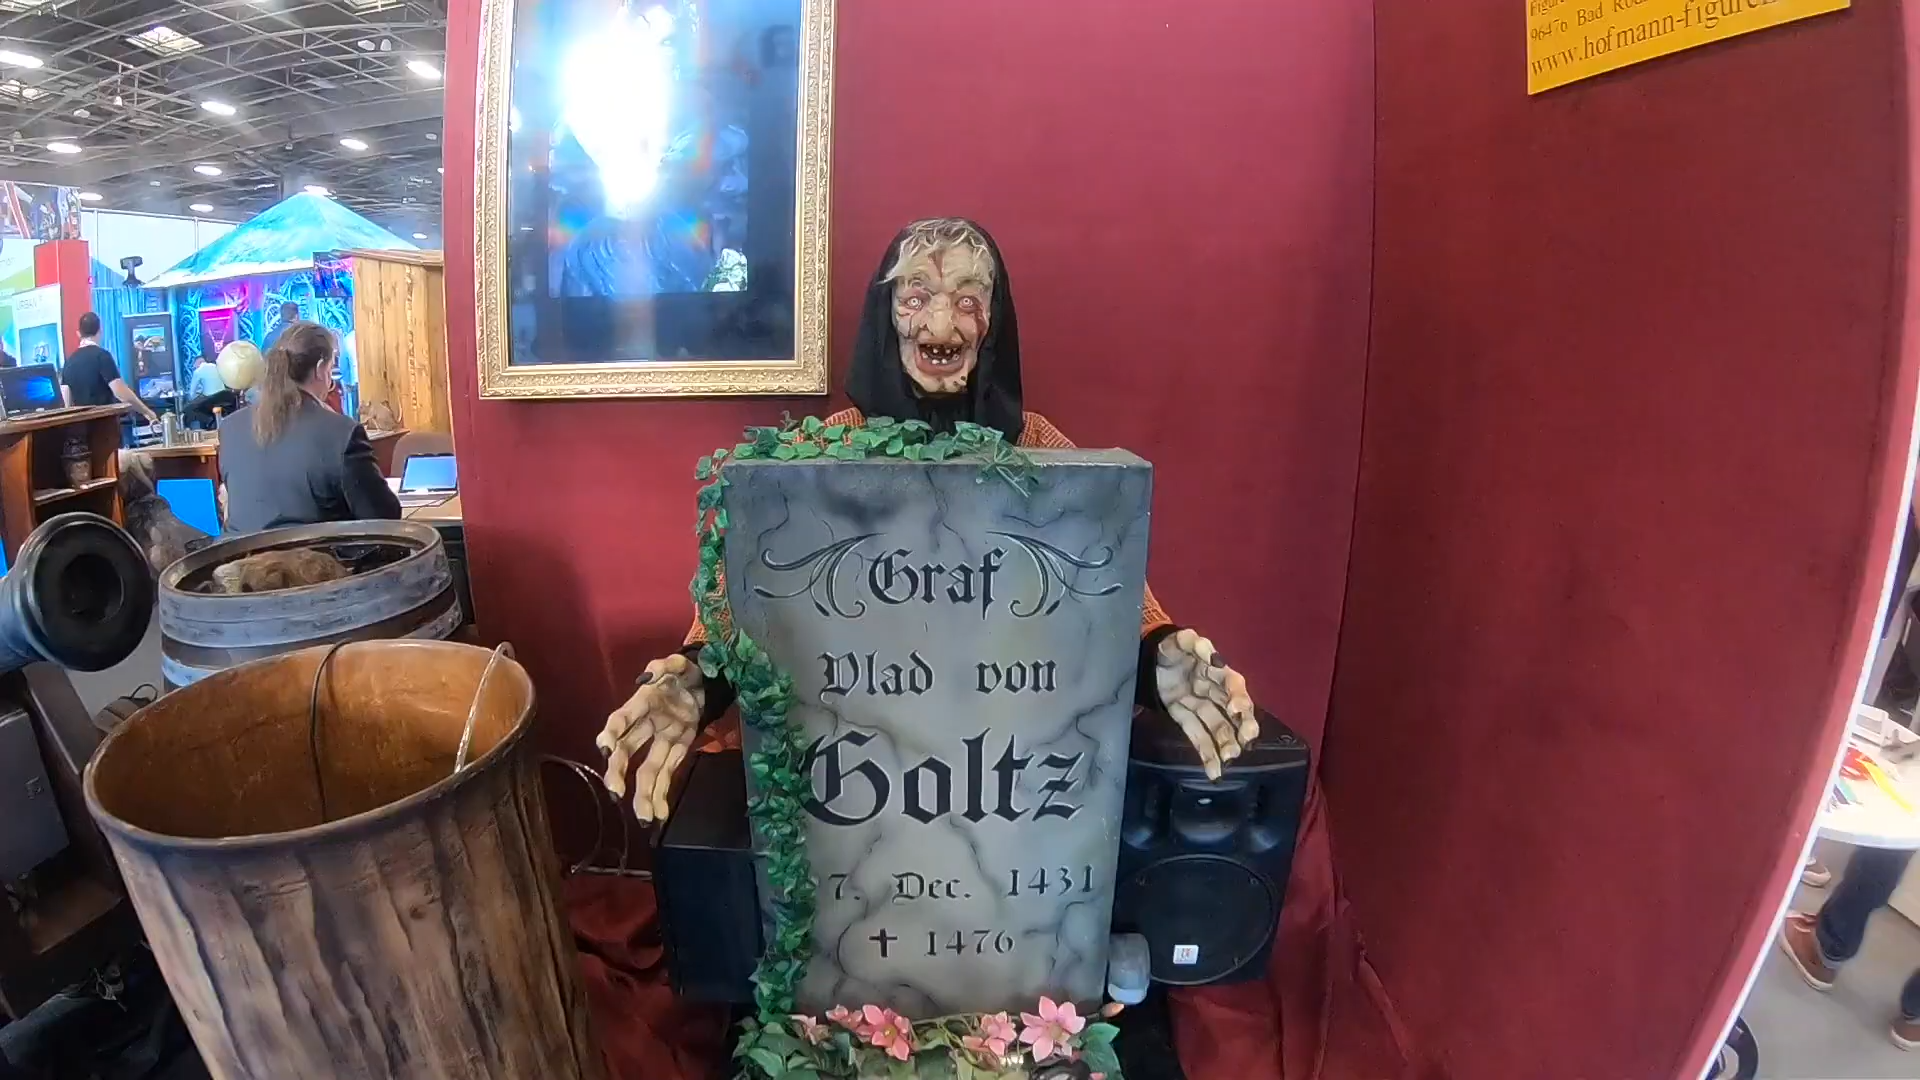 96476 Bad
www.hofmann-figuren
Graf
Vlad von
Goltz
7. Dec. 1431
† 1476